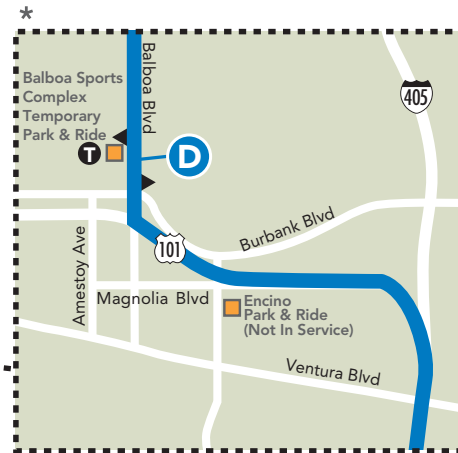 *
Balboa Sports
Complex
Temporary
Park & Ride
T
Balboa Blvd
D
405
101
Burbank Blvd
Amestoy Ave
Magnolia Blvd
Encino
Park & Ride
(Not In Service)
Ventura Blvd